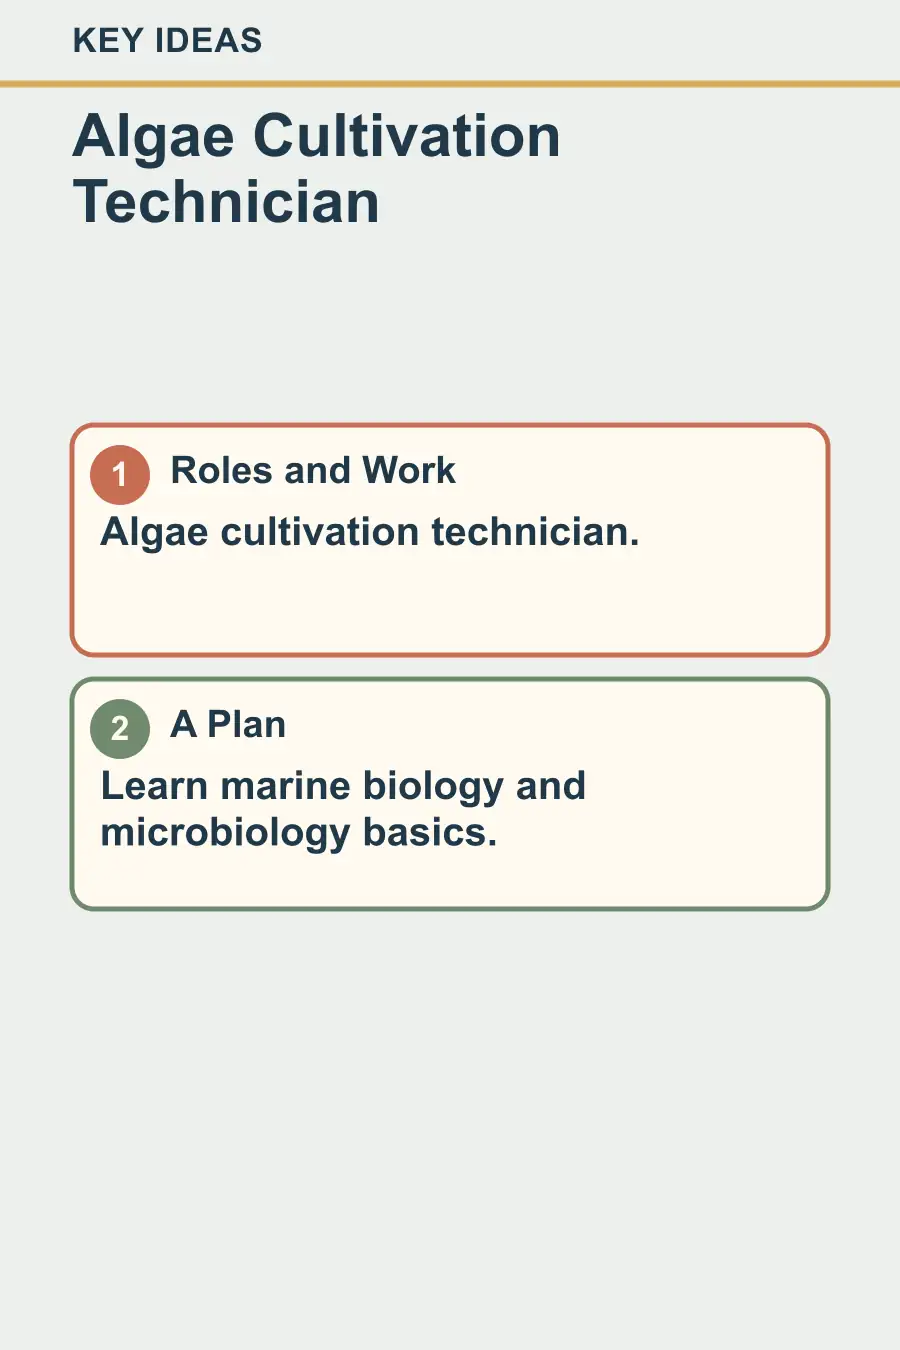 KEY IDEAS
Algae Cultivation
Technician
1 Roles and Work
Algae cultivation technician.
2 A Plan
Learn marine biology and
microbiology basics.